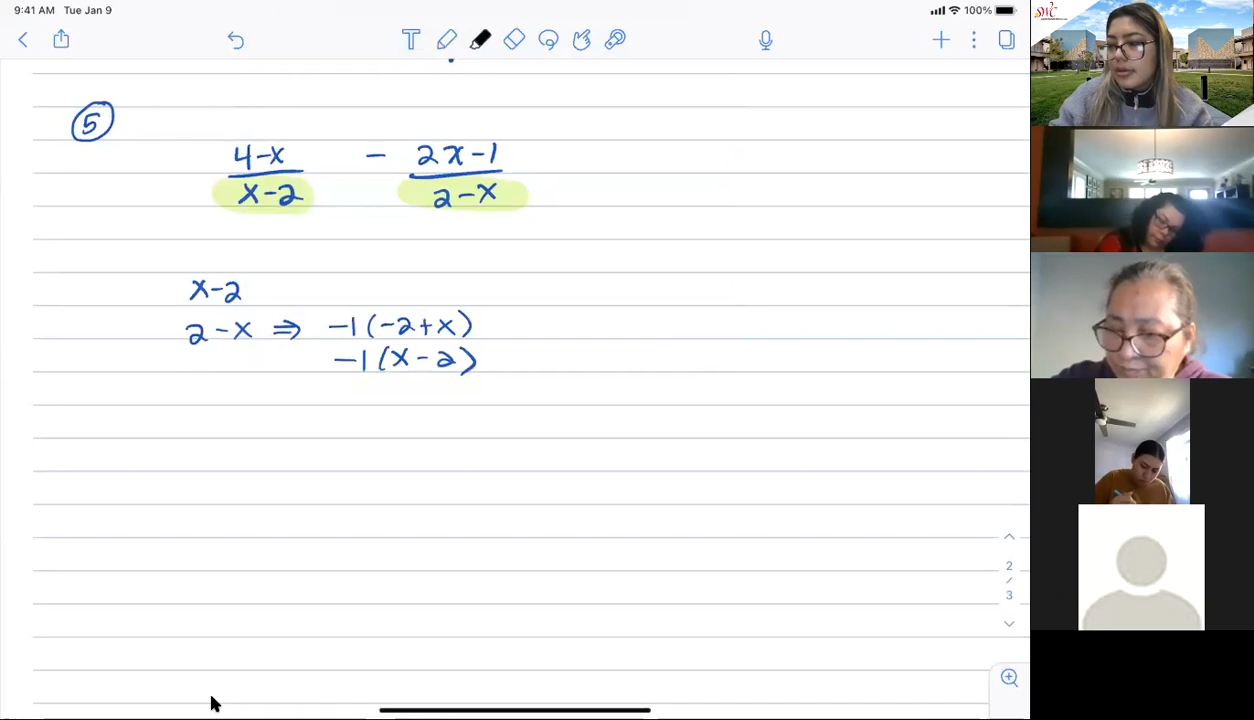 9:41 AM Tue Jan 9
100%
SWC
5
4-x - 2x-1
x-2 2-x
x-2
2-x ⇒ -1(-2+x)
-1(x-2)
2
/
3